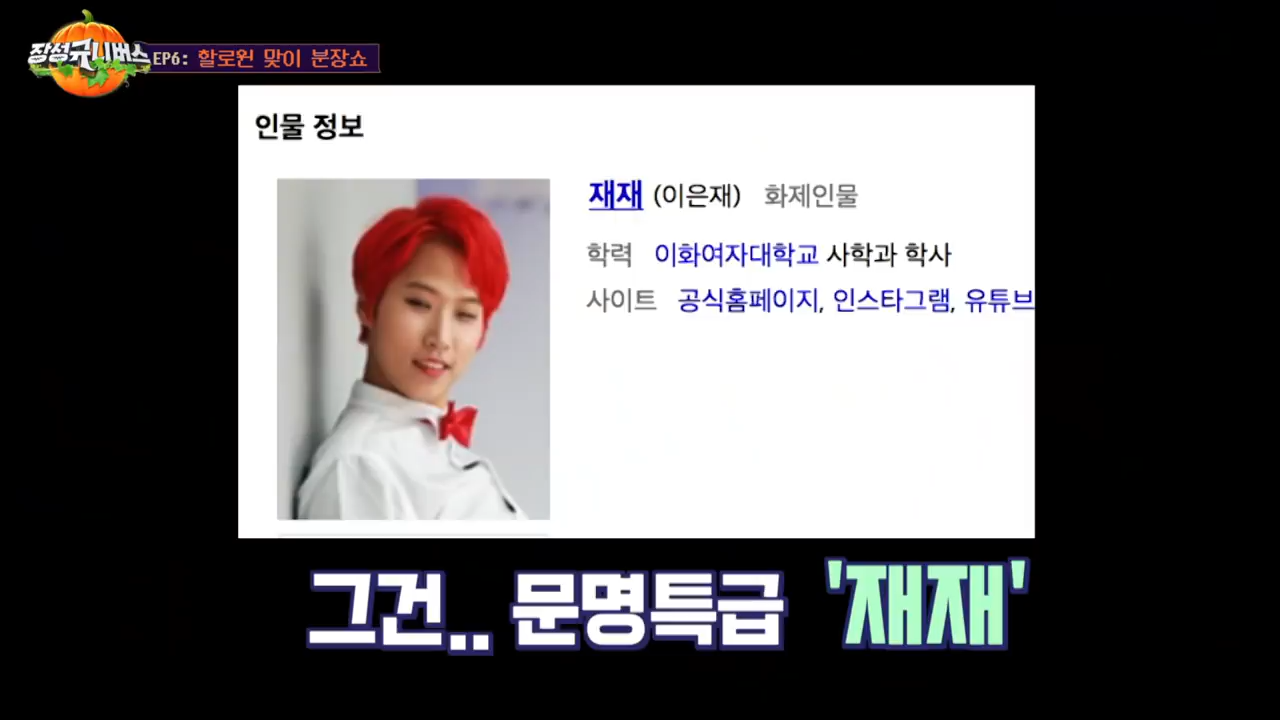 장성규니버스
EP6: 할로윈 맞이 분장쇼
인물 정보
재재 (이은재) 화제인물
학력 이화여자대학교 사학과 학사
사이트 공식홈페이지, 인스타그램, 유튜브
그건.. 문명특급 '재재'